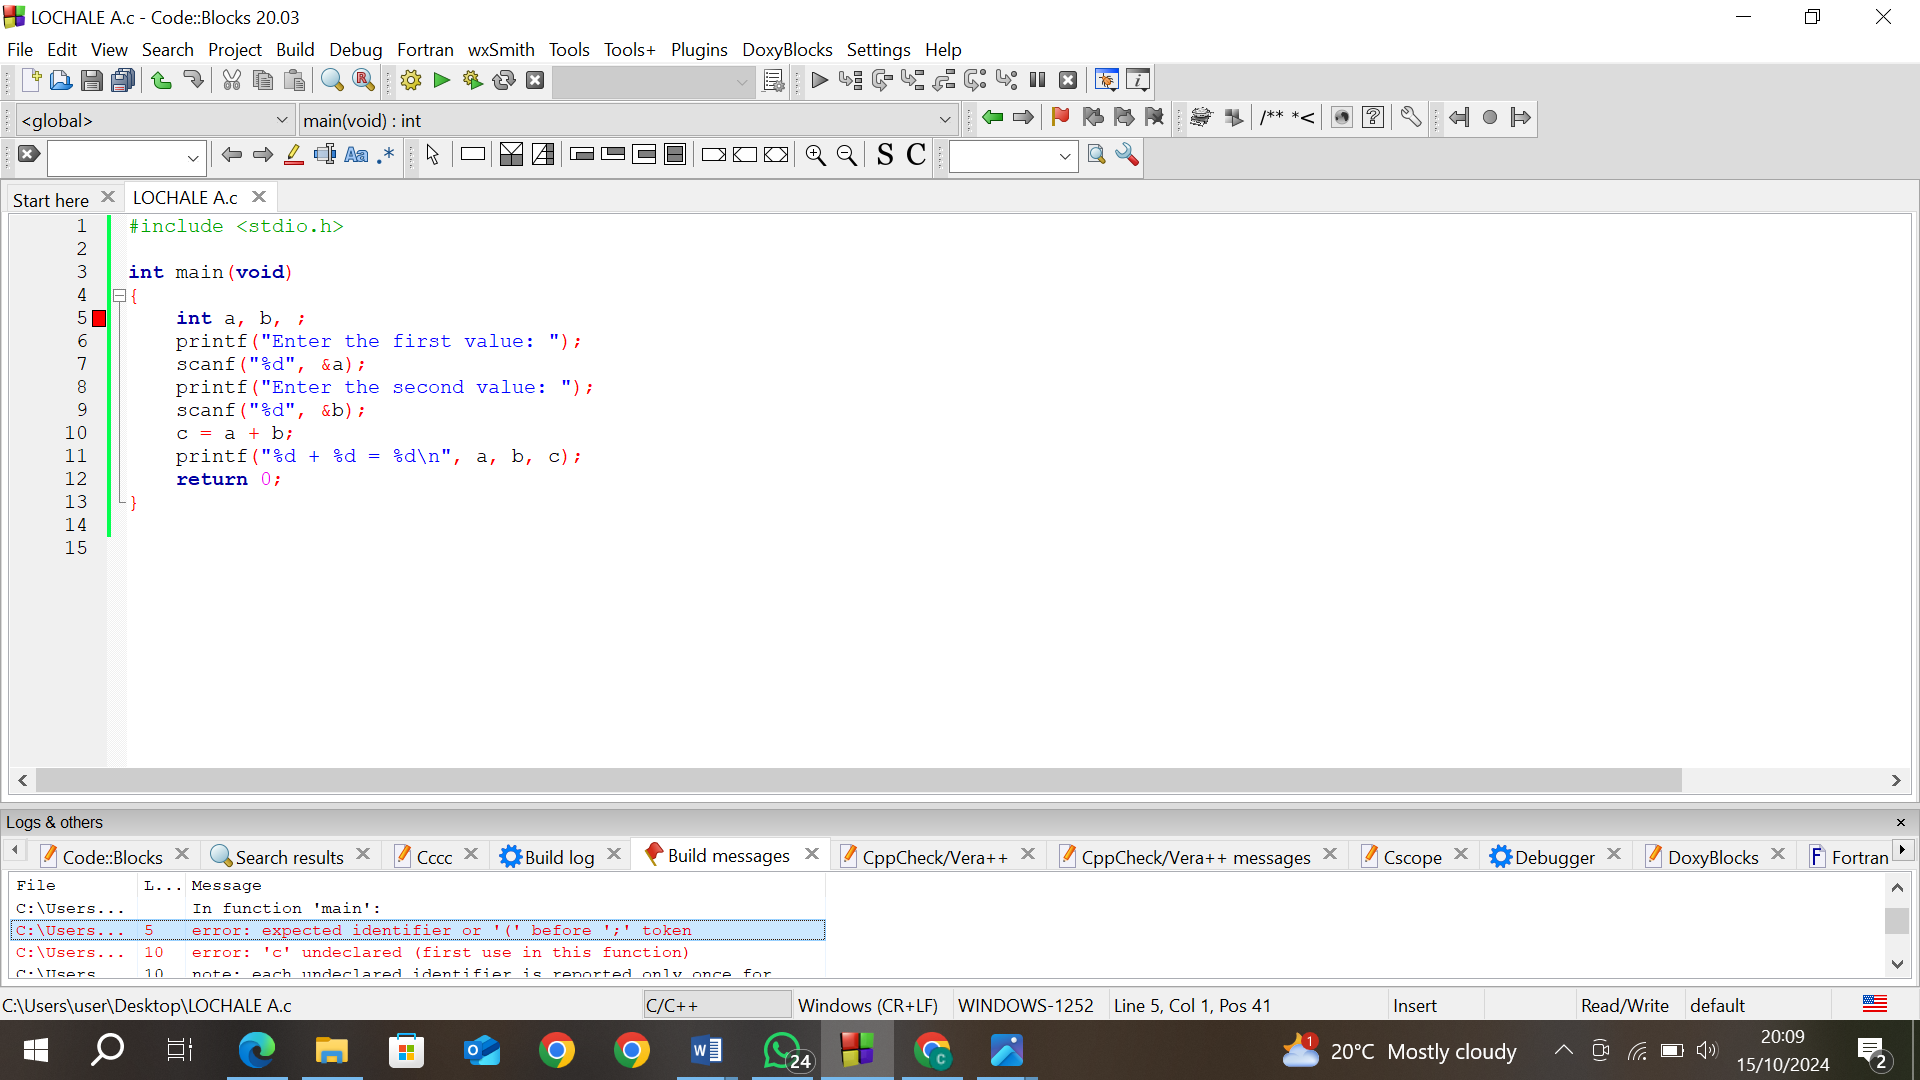 LOCHALE A.c - Code::Blocks 20.03
File Edit View Search Project Build Debug Fortran wxSmith Tools Tools+ Plugins DoxyBlocks Settings Help
<global> main(void) : int /** *<
Aa .* S C
Start here LOCHALE A.c
1 #include <stdio.h>
2
3 int main(void)
4 {
5 int a, b, ;
6 printf("Enter the first value: ");
7 scanf("%d", &a);
8 printf("Enter the second value: ");
9 scanf("%d", &b);
10 c = a + b;
11 printf("%d + %d = %d\n", a, b, c);
12 return 0;
13 }
14
15
Logs & others
Code::Blocks Search results Cccc Build log Build messages CppCheck/Vera++ CppCheck/Vera++ messages Cscope Debugger DoxyBlocks Fortran
File L... Message
C:\Users... In function 'main':
C:\Users... 5 error: expected identifier or '(' before ';' token
C:\Users... 10 error: 'c' undeclared (first use in this function)
C:\Users 10 note: each undeclared identifier is reported only once for
C:\Users\user\Desktop\LOCHALE A.c C/C++ Windows (CR+LF) WINDOWS-1252 Line 5, Col 1, Pos 41 Insert Read/Write default
24 C 1 20°C Mostly cloudy 20:09
15/10/2024 2